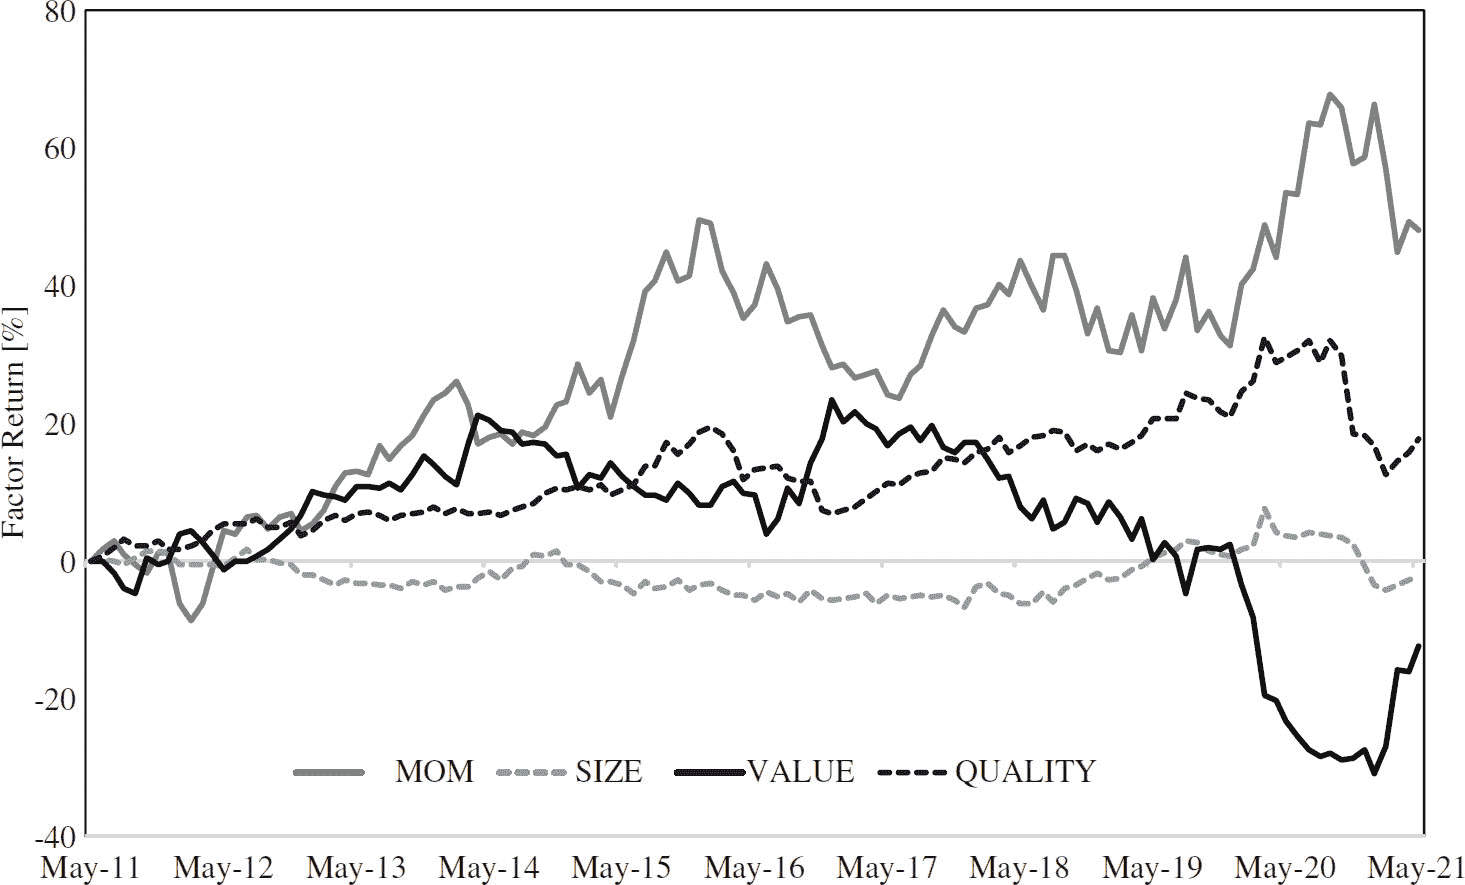 80
60
40
20
0
-20
-40
Factor Return [%]
MOM SIZE VALUE QUALITY
May-11 May-12 May-13 May-14 May-15 May-16 May-17 May-18 May-19 May-20 May-21